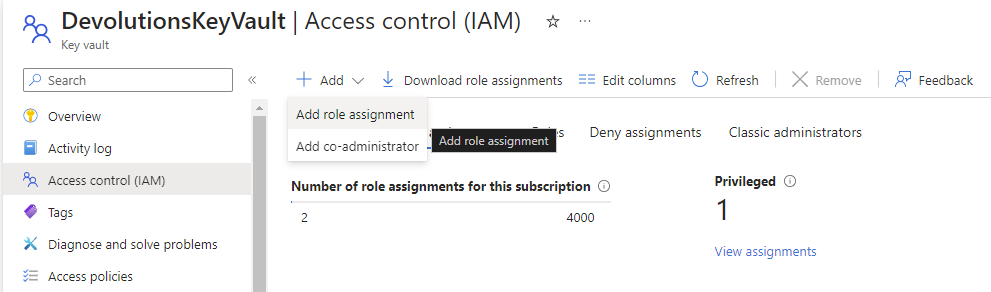 DevolutionsKeyVault | Access control (IAM)
Key vault
Search
Overview
Activity log
Access control (IAM)
Tags
Diagnose and solve problems
Access policies
Add
Download role assignments
Edit columns
Refresh
Remove
Feedback
Add role assignment
Add co-administrator
Add role assignment
Deny assignments
Classic administrators
Number of role assignments for this subscription
2 4000
Privileged
1
View assignments